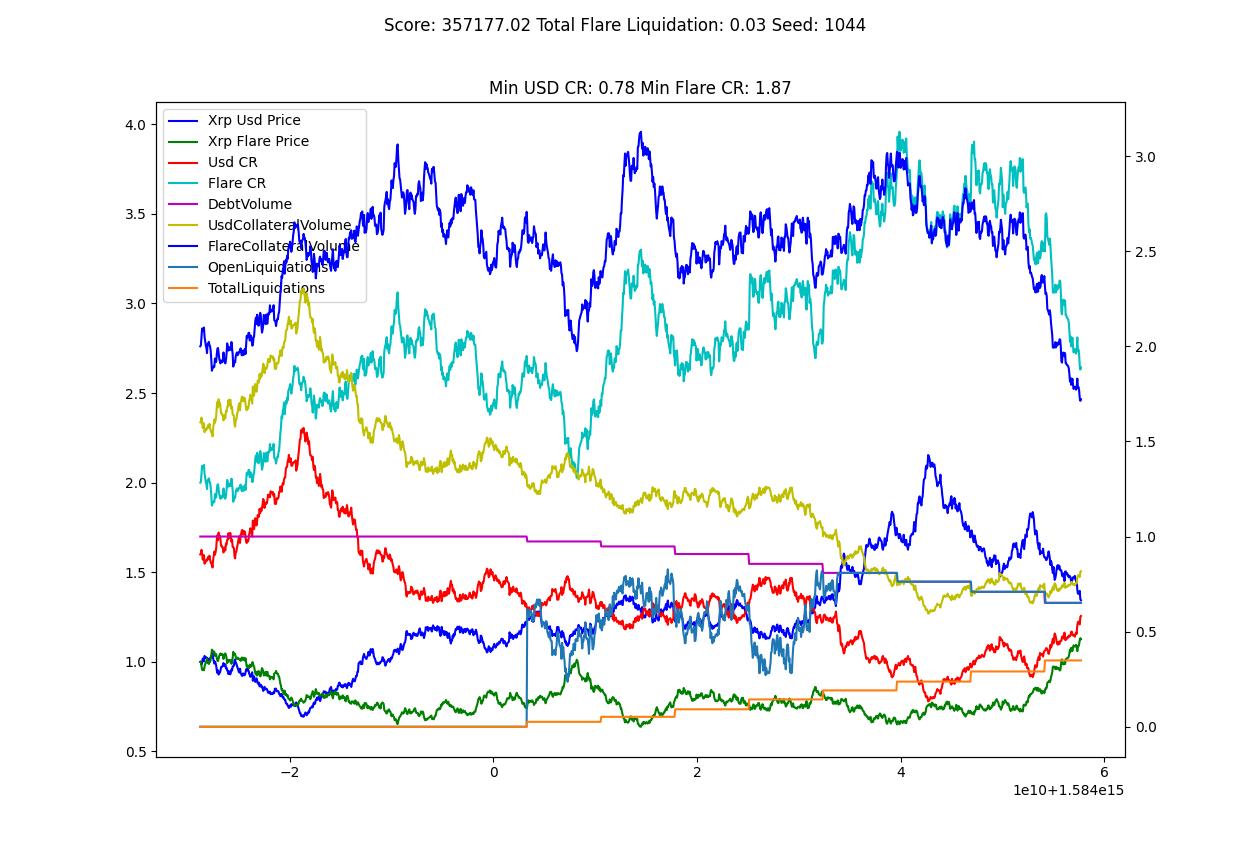 Score: 357177.02 Total Flare Liquidation: 0.03 Seed: 1044
Min USD CR: 0.78 Min Flare CR: 1.87
Xrp Usd Price
Xrp Flare Price
Usd CR
Flare CR
DebtVolume
UsdCollateralVolume
FlareCollateralVolume
OpenLiquidations
TotalLiquidations
4.0
3.5
3.0
2.5
2.0
1.5
1.0
0.5
3.0
2.5
2.0
1.5
1.0
0.5
0.0
−2
0
2
4
6
1e10+1.584e15